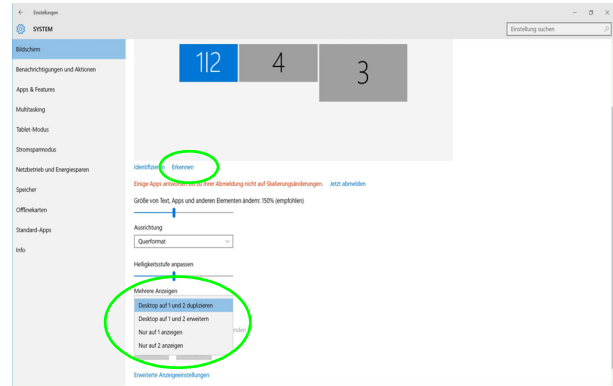 Einstellungen
SYSTEM
Einstellung suchen
Bildschirm
Benachrichtigungen und Aktionen
Apps & Features
Multitasking
Tablet-Modus
Stromsparmodus
Netzbetrieb und Energiesparen
Speicher
Offlinekarten
Standard-Apps
Info
1|2
4
3
Identifizieren Erkennen
Einige Apps antworten bis zu Ihrer Abmeldung nicht auf Skalierungsänderungen. Jetzt abmelden
Größe von Text, Apps und anderen Elementen ändern: 150% (empfohlen)
Ausrichtung
Querformat
Helligkeitsstufe anpassen
Mehrere Anzeigen
Desktop auf 1 und 2 duplizieren
Desktop auf 1 und 2 erweitern
Nur auf 1 anzeigen
Nur auf 2 anzeigen
Erweiterte Anzeigeeinstellungen